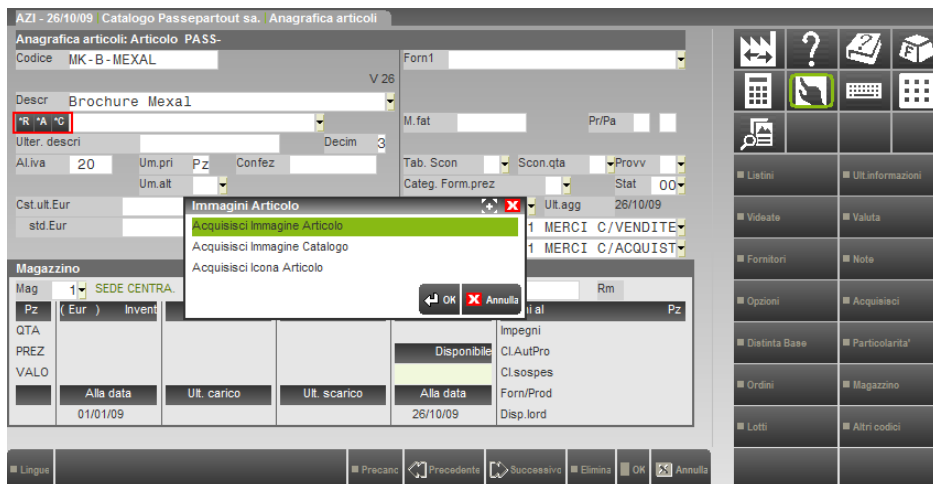 AZI - 26/10/09 Catalogo Passepartout sa. Anagrafica articoli
Anagrafica articoli: Articolo PASS-
Codice MK-B-MEXAL Forn1
V 26
Descr Brochure Mexal
*R *A *C M.fat Pr/Pa
Ulter. descri Decim 3
Al.iva 20 Um.pri Pz Confez Tab. Scon Scon.qta Provv
Um.alt Categ. Form.prez Stat 00
Cst.ult.Eur Ult.agg 26/10/09
std.Eur 1 MERCI C/VENDITE
1 MERCI C/ACQUIST
Immagini Articolo
Acquisisci Immagine Articolo
Acquisisci Immagine Catalogo
Acquisisci Icona Articolo
OK Annulla
Magazzino
Mag 1 SEDE CENTRA. Rm
Pz ( Eur ) Invent al Pz
QTA Impegni
PREZ Disponibile Cl.AutPro
VALO Cl.sospes
Alla data Ult. carico Ult. scarico Alla data Forn/Prod
01/01/09 26/10/09 Disp.lord
Lingue Precanc Precedente Successivo Elimina OK Annulla
Listini Ult.informazioni
Videate Valuta
Fornitori Note
Opzioni Acquisisci
Distinta Base Particolarita'
Ordini Magazzino
Lotti Altri codici